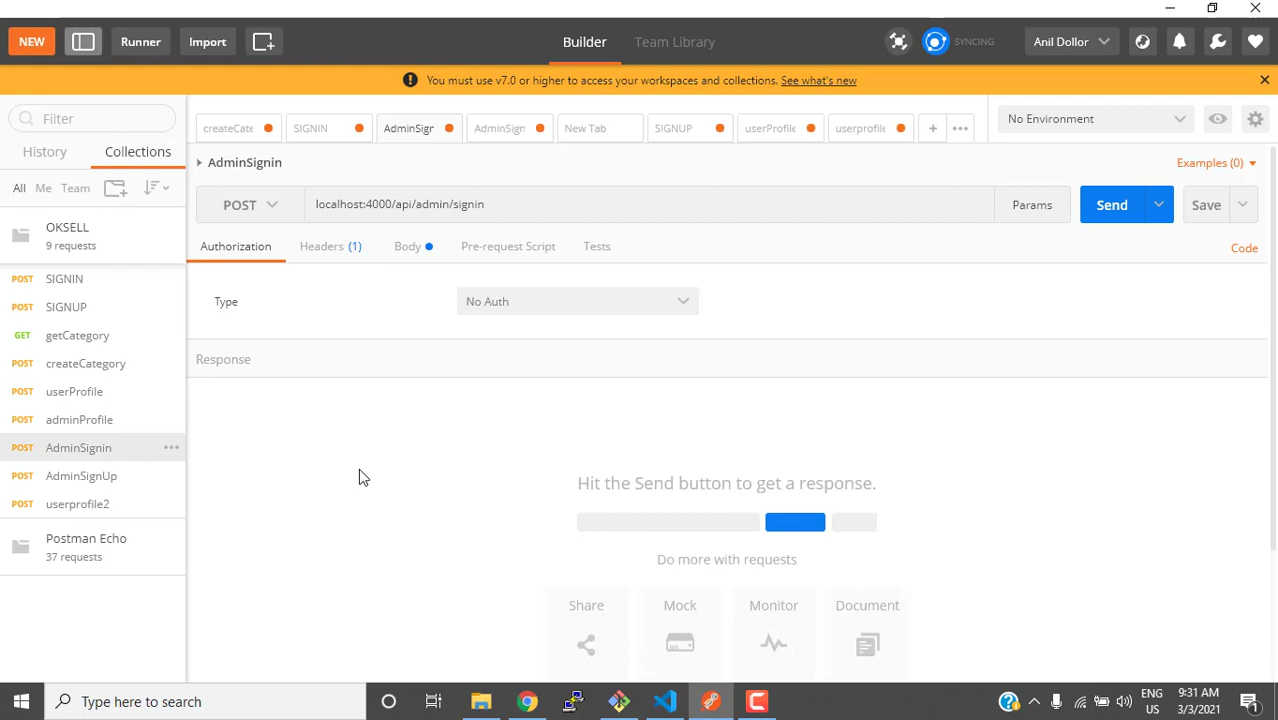 NEW
Runner
Import
Builder
Team Library
SYNCING
Anil Dollor
You must use v7.0 or higher to access your workspaces and collections. See what's new
Filter
History
Collections
All
Me
Team
OKSELL
9 requests
POST SIGNIN
POST SIGNUP
GET getCategory
POST createCategory
POST userProfile
POST adminProfile
POST AdminSignin
POST AdminSignUp
POST userprofile2
Postman Echo
37 requests
createCate
SIGNIN
AdminSigr
AdminSign
New Tab
SIGNUP
userProfile
userprofile
No Environment
AdminSignin
Examples (0)
POST
localhost:4000/api/admin/signin
Params
Send
Save
Authorization
Headers (1)
Body
Pre-request Script
Tests
Code
Type
No Auth
Response
Hit the Send button to get a response.
Do more with requests
Share
Mock
Monitor
Document
Type here to search
ENG
US
9:31 AM
3/3/2021
1